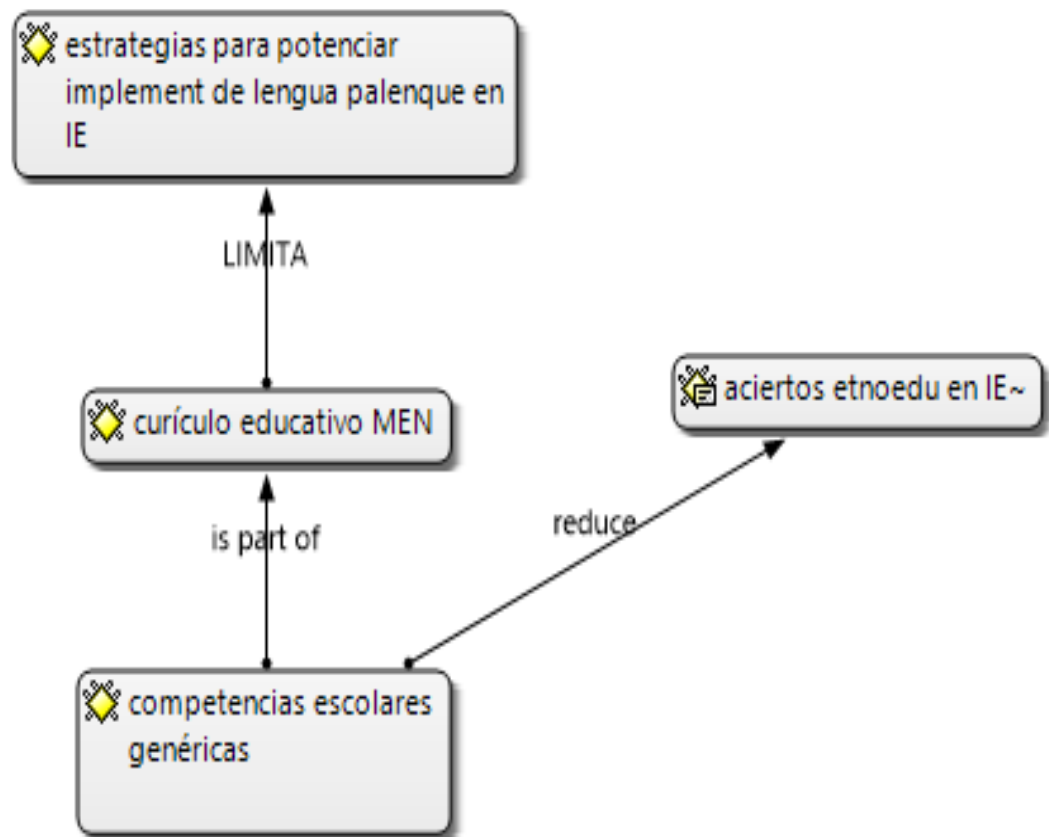 estrategias para potenciar
implement de lengua palenque en
IE
LIMITA
curículo educativo MEN
aciertos etnoedu en IE~
is part of
reduce
competencias escolares
genéricas